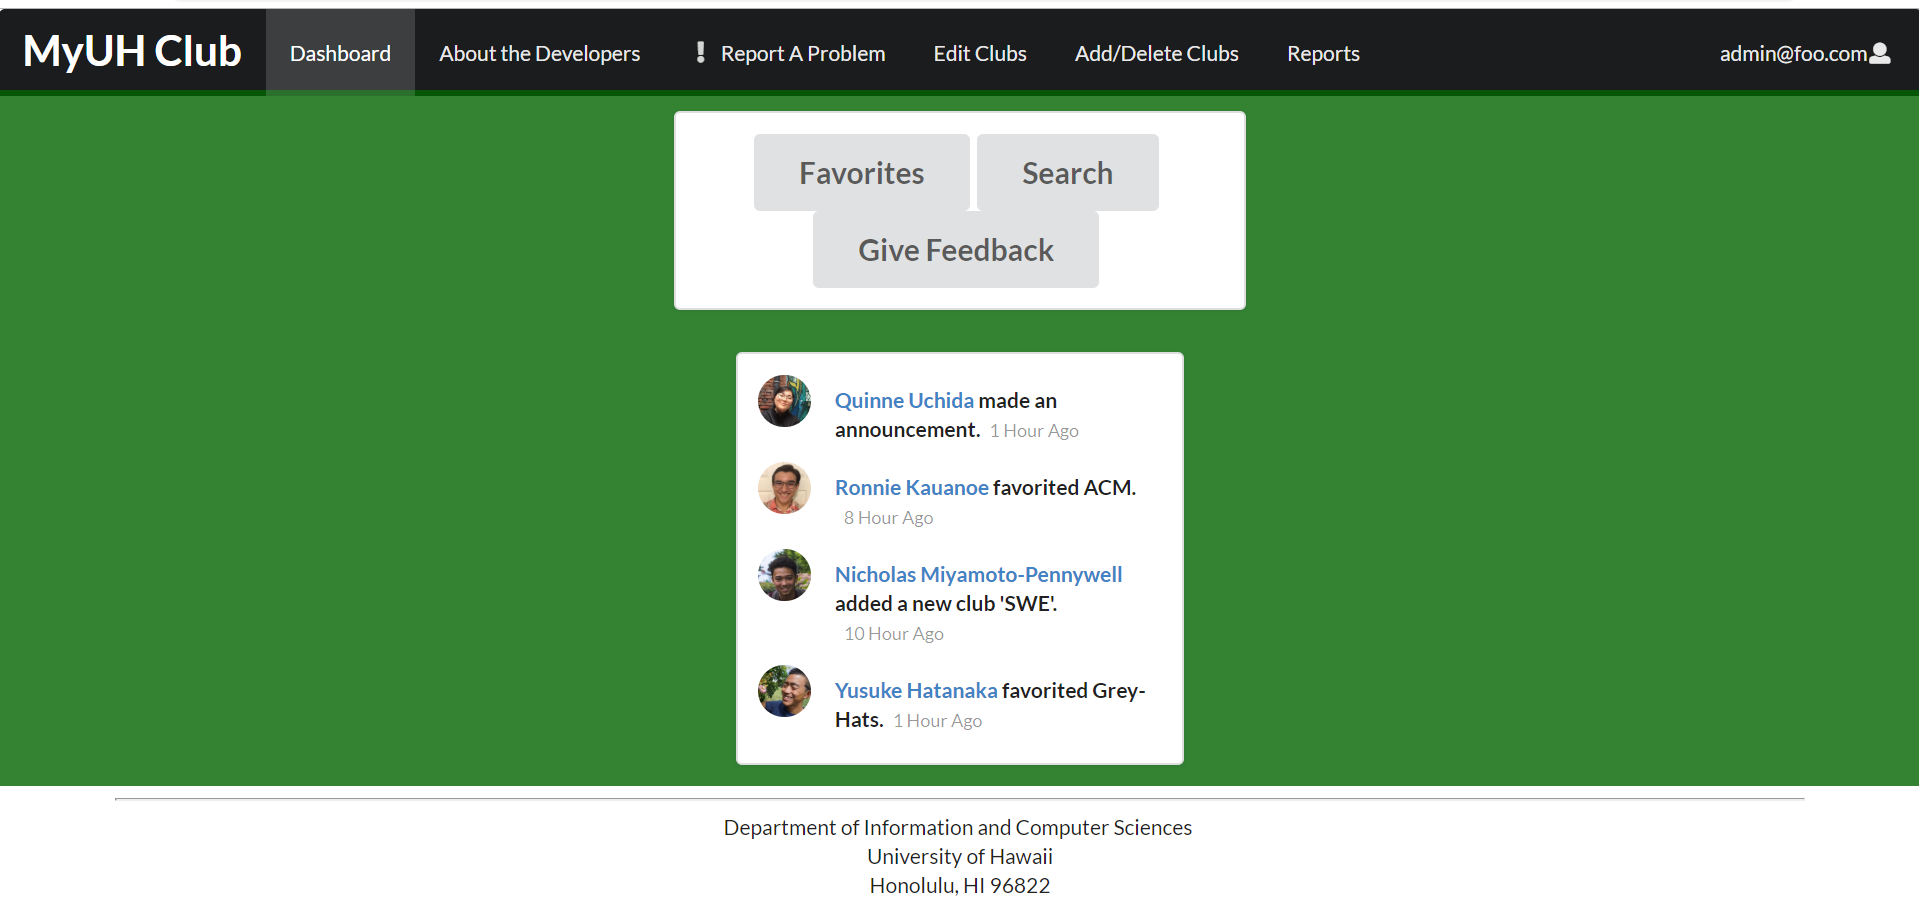 MyUH Club Dashboard About the Developers Report A Problem Edit Clubs Add/Delete Clubs Reports admin@foo.com
Favorites Search
Give Feedback
Quinne Uchida made an
announcement. 1 Hour Ago
Ronnie Kauanoe favorited ACM.
8 Hour Ago
Nicholas Miyamoto-Pennywell
added a new club 'SWE'.
10 Hour Ago
Yusuke Hatanaka favorited Grey-
Hats. 1 Hour Ago
Department of Information and Computer Sciences
University of Hawaii
Honolulu, HI 96822